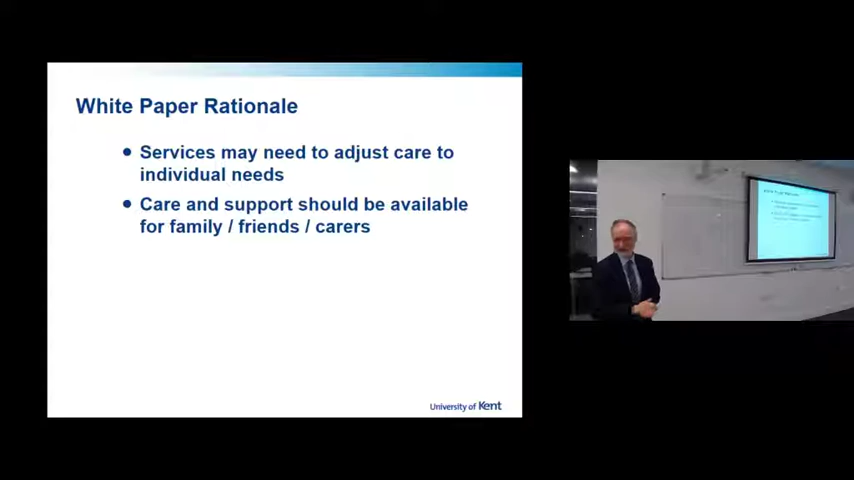 White Paper Rationale
Services may need to adjust care to
individual needs
Care and support should be available
for family / friends / carers
University of Kent